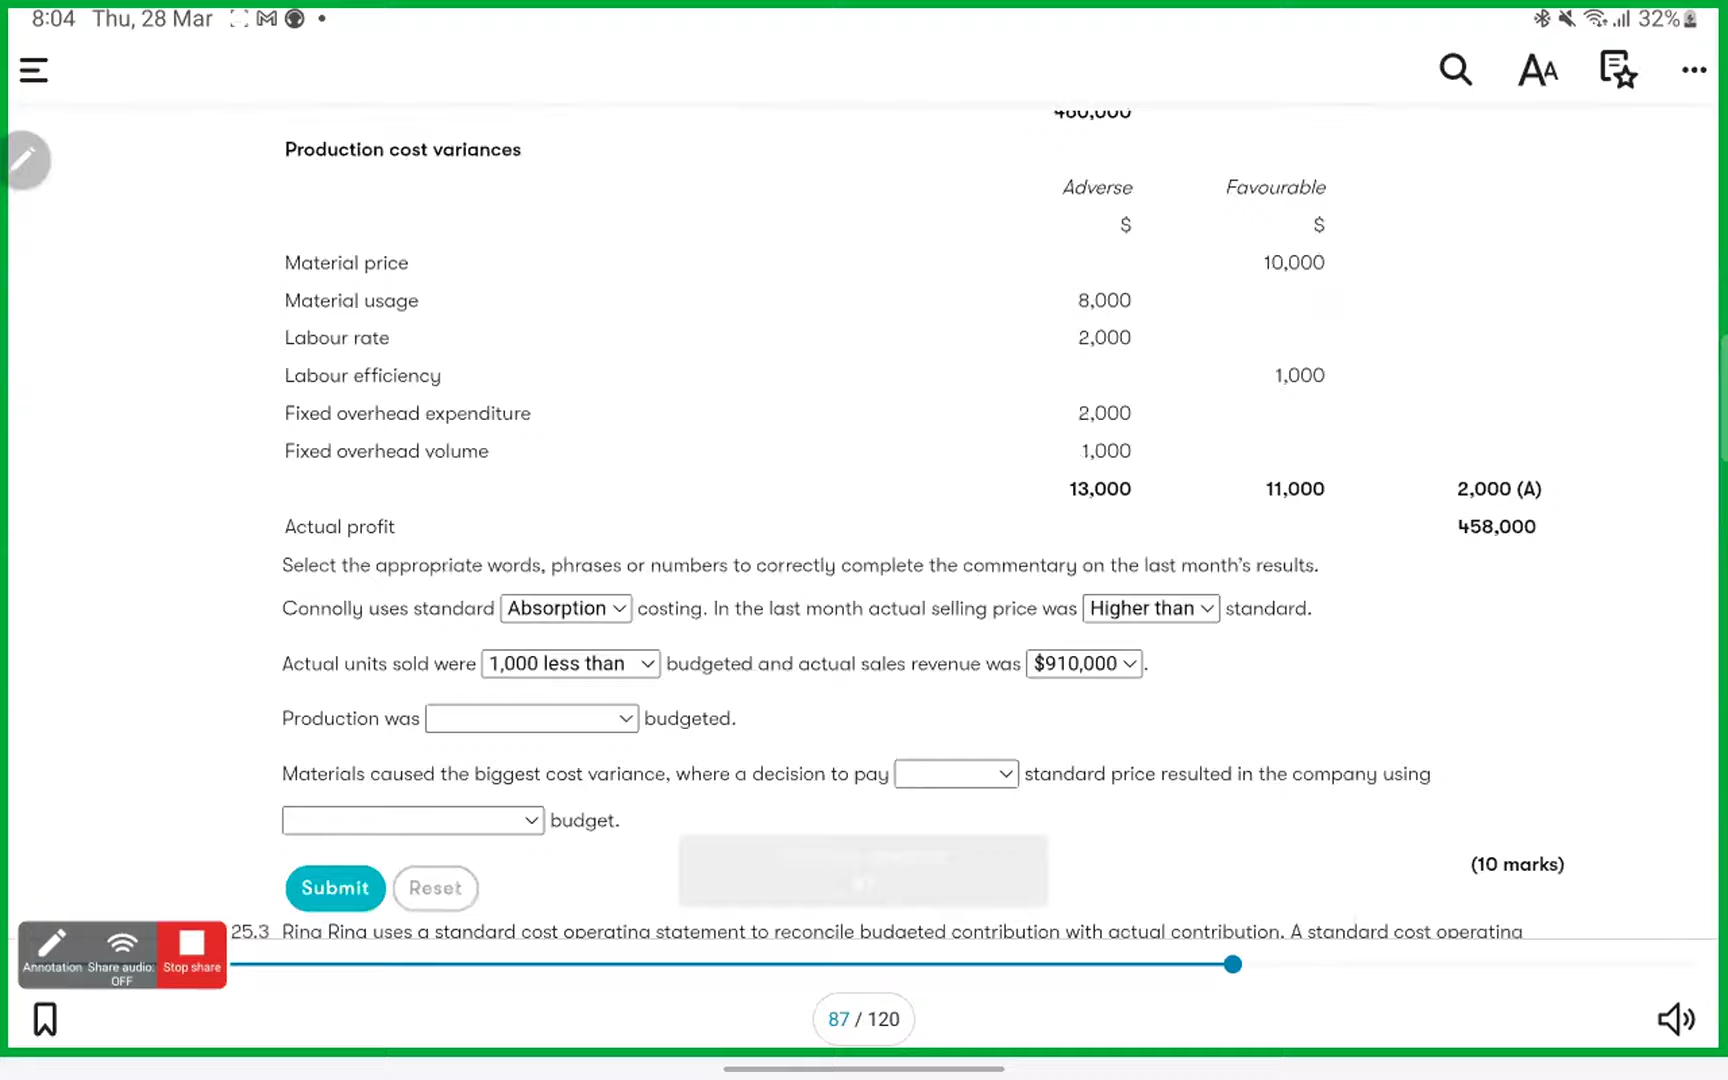 8:04 Thu, 28 Mar 32%
Production cost variances
Adverse Favourable
$ $
Material price 10,000
Material usage 8,000
Labour rate 2,000
Labour efficiency 1,000
Fixed overhead expenditure 2,000
Fixed overhead volume 1,000
13,000 11,000 2,000 (A)
Actual profit 458,000
Select the appropriate words, phrases or numbers to correctly complete the commentary on the last month's results.
Connolly uses standard Absorption costing. In the last month actual selling price was Higher than standard.
Actual units sold were 1,000 less than budgeted and actual sales revenue was $910,000.
Production was budgeted.
Materials caused the biggest cost variance, where a decision to pay standard price resulted in the company using
budget.
(10 marks)
Submit Reset
25.3 Ring Ring uses a standard cost operating statement to reconcile budgeted contribution with actual contribution. A standard cost operating
Annotation Share audio: OFF Stop share
87 / 120